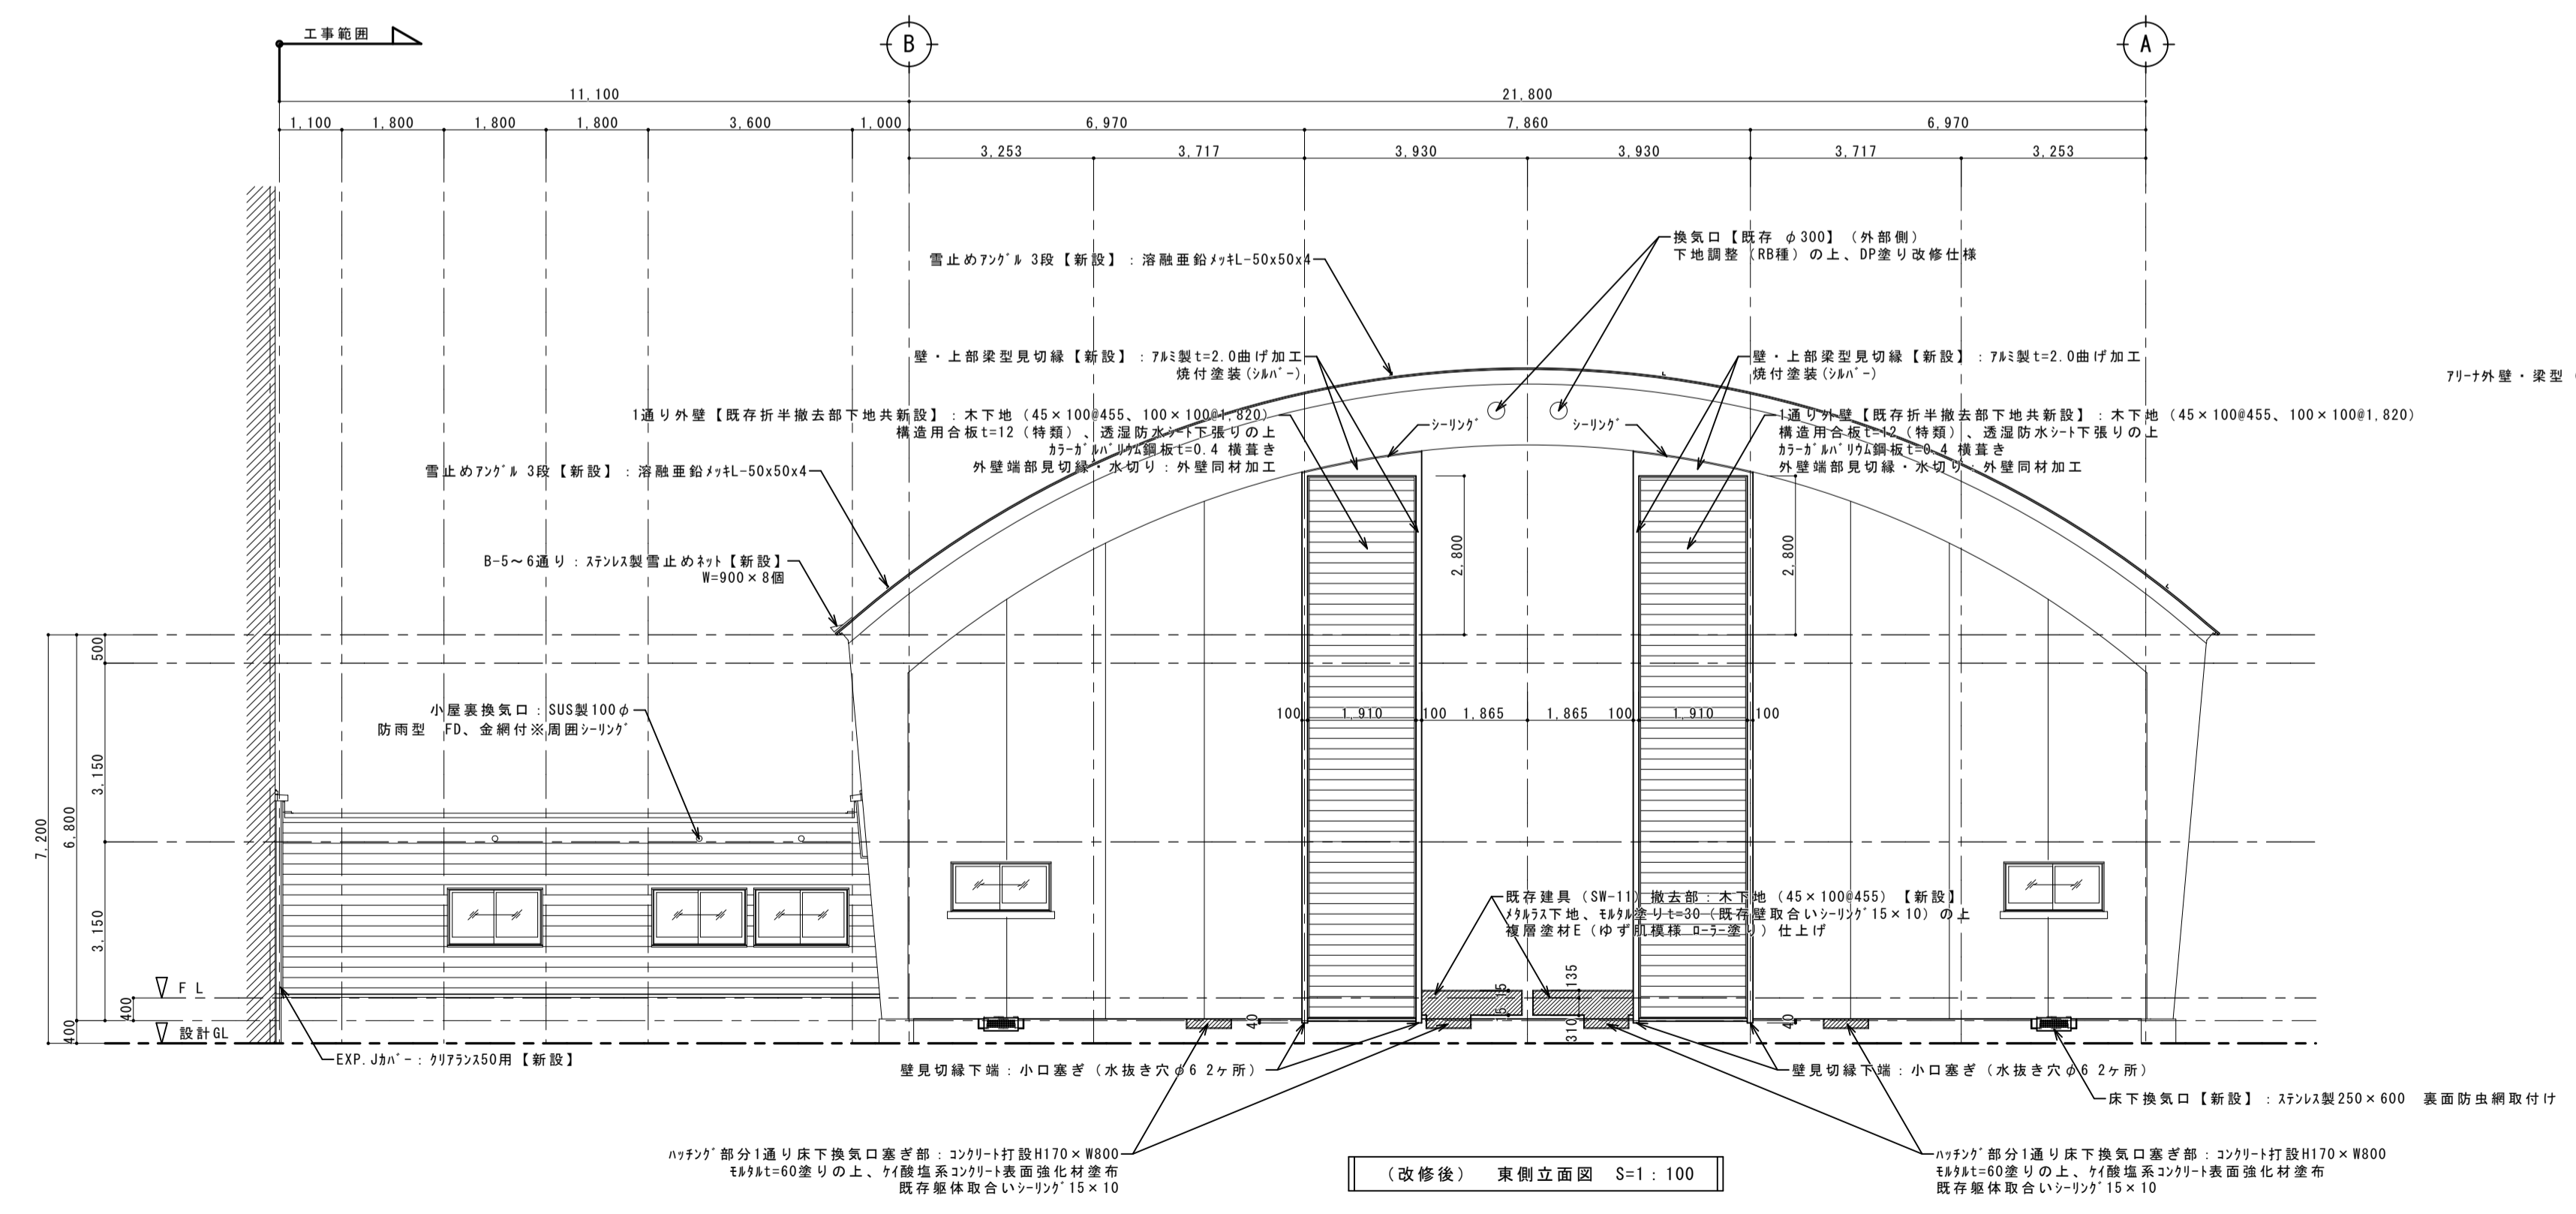 工事範囲
B
A
11,100
21,800
1,100
1,800
1,800
1,800
3,600
1,000
6,970
7,860
6,970
3,253
3,717
3,930
3,930
3,717
3,253
換気口【既存 φ300】（外部側）
下地調整（RB種）の上、DP塗り改修仕様
雪止めｱﾝｸﾞﾙ 3段【新設】：溶融亜鉛ﾒｯｷL-50x50x4
壁・上部梁型見切縁【新設】：ｱﾙﾐ製t=2.0曲げ加工
焼付塗装(ｼﾙﾊﾞｰ)
壁・上部梁型見切縁【新設】：ｱﾙﾐ製t=2.0曲げ加工
焼付塗装(ｼﾙﾊﾞｰ)
ｱﾘｰﾅ外壁・梁型
1通り外壁【既存折半撤去部下地共新設】：木下地（45×100@455、100×100@1,820）
構造用合板t=12（特類）、透湿防水ｼｰﾄ下張りの上
ｶﾗｰｶﾞﾙﾊﾞﾘｳﾑ鋼板t=0.4 横葺き
外壁端部見切縁・水切り：外壁同材加工
シーリング
シーリング
1通り外壁【既存折半撤去部下地共新設】：木下地（45×100@455、100×100@1,820）
構造用合板t=12（特類）、透湿防水ｼｰﾄ下張りの上
ｶﾗｰｶﾞﾙﾊﾞﾘｳﾑ鋼板t=0.4 横葺き
外壁端部見切縁・水切り：外壁同材加工
雪止めｱﾝｸﾞﾙ 3段【新設】：溶融亜鉛ﾒｯｷL-50x50x4
B-5～6通り：ｽﾃﾝﾚｽ製雪止めﾈｯﾄ【新設】
W=900×8個
2,800
2,800
500
3,150
3,150
6,800
7,200
400
400
小屋裏換気口：SUS製100φ
防雨型　FD、金網付※周囲ｼｰﾘﾝｸﾞ
100
1,910
100
1,865
1,865
100
1,910
100
既存建具（SW-11）撤去部：木下地（45×100@455）【新設】
ﾒﾀﾙﾗｽ下地、ﾓﾙﾀﾙ塗りt=30（既存壁取合いｼｰﾘﾝｸﾞ15×10）の上
複層塗材E（ゆず肌模様 ﾛｰﾗｰ塗り）仕上げ
135
310
40
40
FL
設計GL
EXP.Jｶﾊﾞｰ：ｸﾘｱﾗﾝｽ50用【新設】
壁見切縁下端：小口塞ぎ（水抜き穴φ6 2ヶ所）
壁見切縁下端：小口塞ぎ（水抜き穴φ6 2ヶ所）
床下換気口【新設】：ｽﾃﾝﾚｽ製250×600　裏面防虫網取付け
ﾊｯﾁﾝｸﾞ部分1通り床下換気口塞ぎ部：ｺﾝｸﾘｰﾄ打設H170×W800
ﾓﾙﾀﾙt=60塗りの上、ｹｲ酸塩系ｺﾝｸﾘｰﾄ表面強化材塗布
既存躯体取合いｼｰﾘﾝｸﾞ15×10
（改修後）　東側立面図　S=1：100
ﾊｯﾁﾝｸﾞ部分1通り床下換気口塞ぎ部：ｺﾝｸﾘｰﾄ打設H170×W800
ﾓﾙﾀﾙt=60塗りの上、ｹｲ酸塩系ｺﾝｸﾘｰﾄ表面強化材塗布
既存躯体取合いｼｰﾘﾝｸﾞ15×10